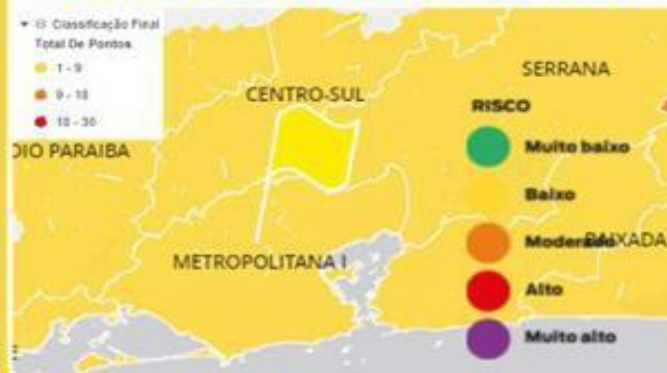 Classificação Final
Total De Pontos
1 - 9
9 - 18
18 - 30
CENTRO-SUL
SERRANA
DIO PARAIBA
METROPOLITANA I
BAIXADA
RISCO
Muito baixo
Baixo
Moderado
Alto
Muito alto